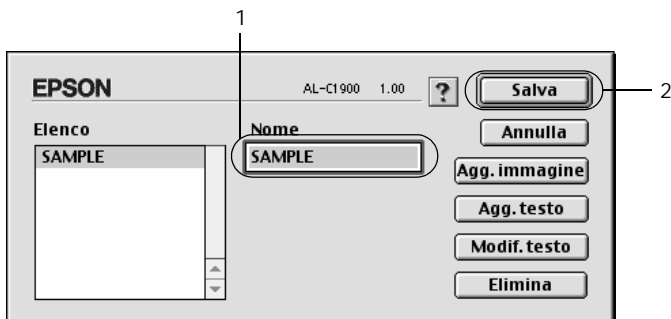 1
EPSON AL-C1900 1.00 ? Salva 2
Elenco Nome Annulla
SAMPLE SAMPLE
Agg. immagine
Agg. testo
Modif. testo
Elimina